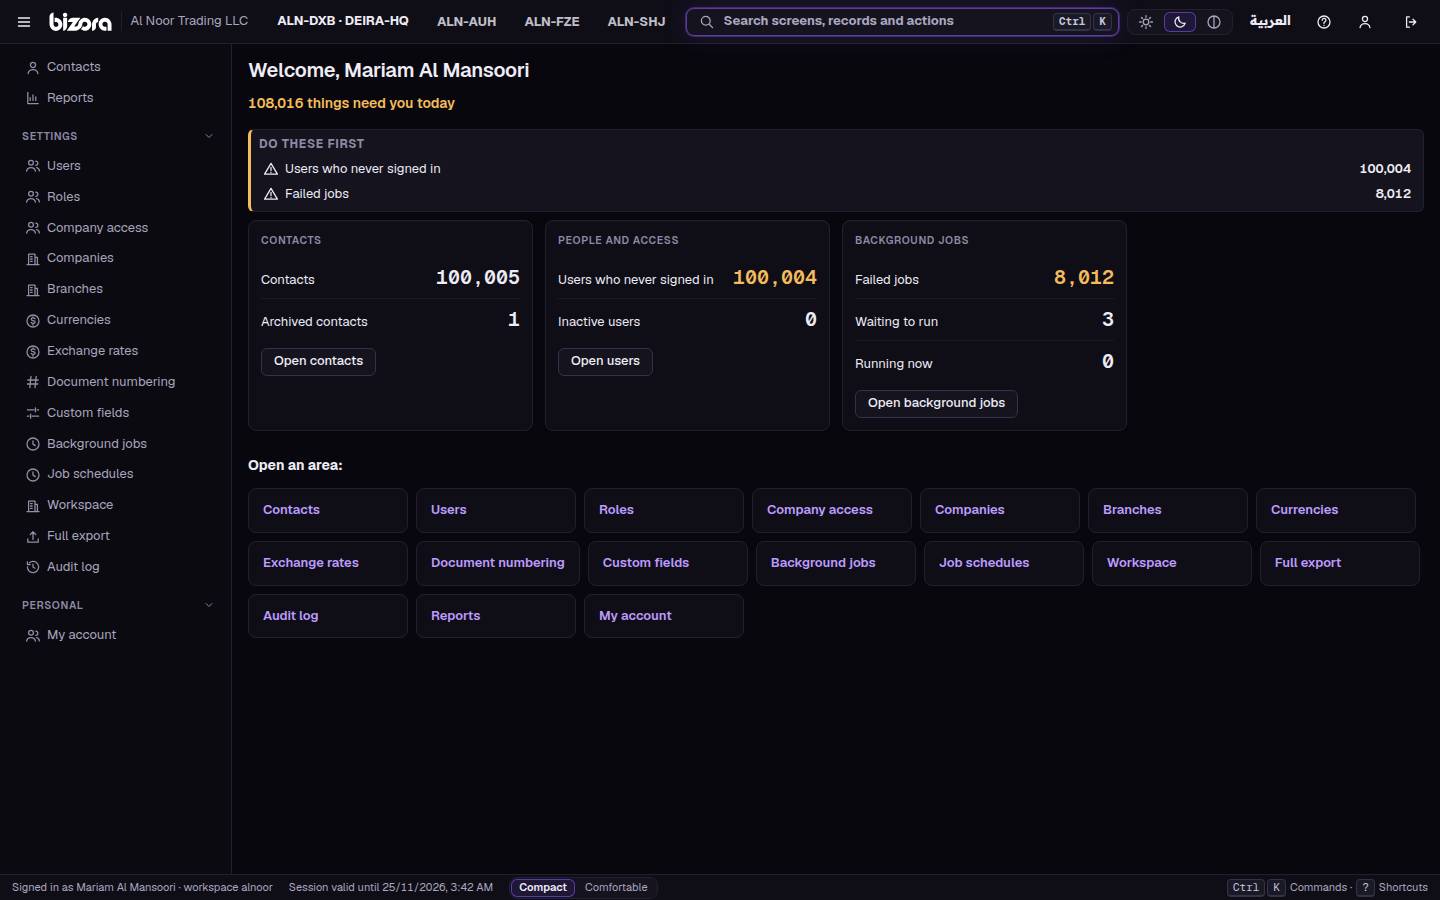 bizora
Al Noor Trading LLC
ALN-DXB · DEIRA-HQ
ALN-AUH
ALN-FZE
ALN-SHJ
Search screens, records and actions
Ctrl K
العربية
Contacts
Reports
SETTINGS
Users
Roles
Company access
Companies
Branches
Currencies
Exchange rates
Document numbering
Custom fields
Background jobs
Job schedules
Workspace
Full export
Audit log
PERSONAL
My account
Welcome, Mariam Al Mansoori
108,016 things need you today
DO THESE FIRST
Users who never signed in 100,004
Failed jobs 8,012
CONTACTS
Contacts 100,005
Archived contacts 1
Open contacts
PEOPLE AND ACCESS
Users who never signed in 100,004
Inactive users 0
Open users
BACKGROUND JOBS
Failed jobs 8,012
Waiting to run 3
Running now 0
Open background jobs
Open an area:
Contacts Users Roles Company access Companies Branches Currencies
Exchange rates Document numbering Custom fields Background jobs Job schedules Workspace Full export
Audit log Reports My account
Signed in as Mariam Al Mansoori · workspace alnoor
Session valid until 25/11/2026, 3:42 AM
Compact Comfortable
Ctrl K Commands · ? Shortcuts